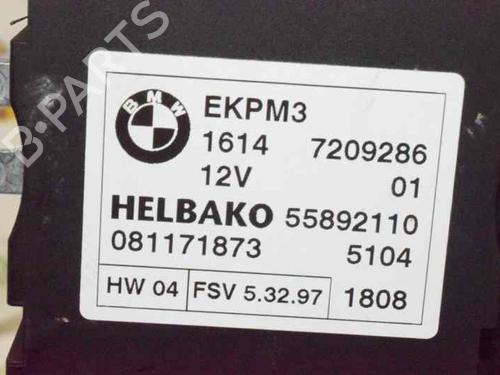 BMW
EKPM3
1614 7209286
12V 01
HELBAKO 55892110
081171873 5104
HW 04 FSV 5.32.97 1808
B-PARTS